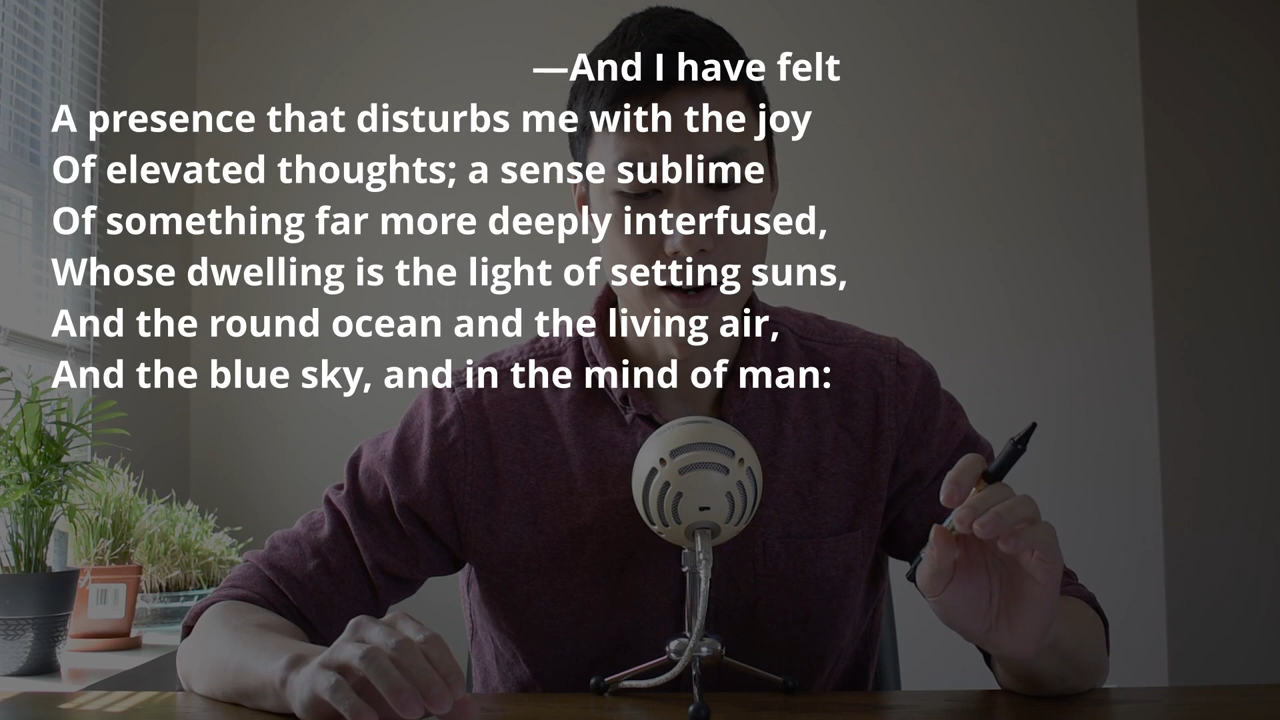 —And I have felt
A presence that disturbs me with the joy
Of elevated thoughts; a sense sublime
Of something far more deeply interfused,
Whose dwelling is the light of setting suns,
And the round ocean and the living air,
And the blue sky, and in the mind of man: